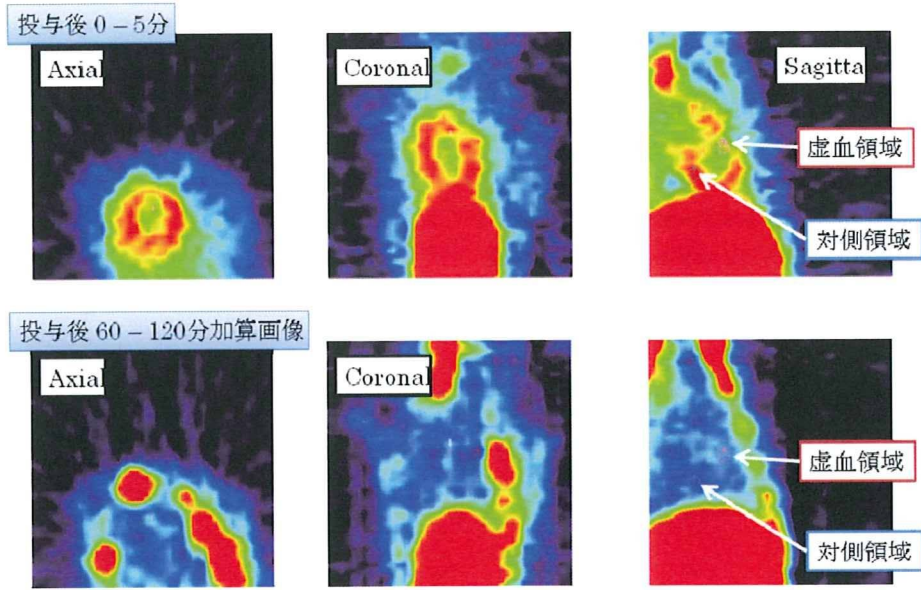 投与後 0 – 5分
Axial
Coronal
Sagitta
虚血領域
対側領域
投与後 60 – 120分加算画像
Axial
Coronal
虚血領域
対側領域